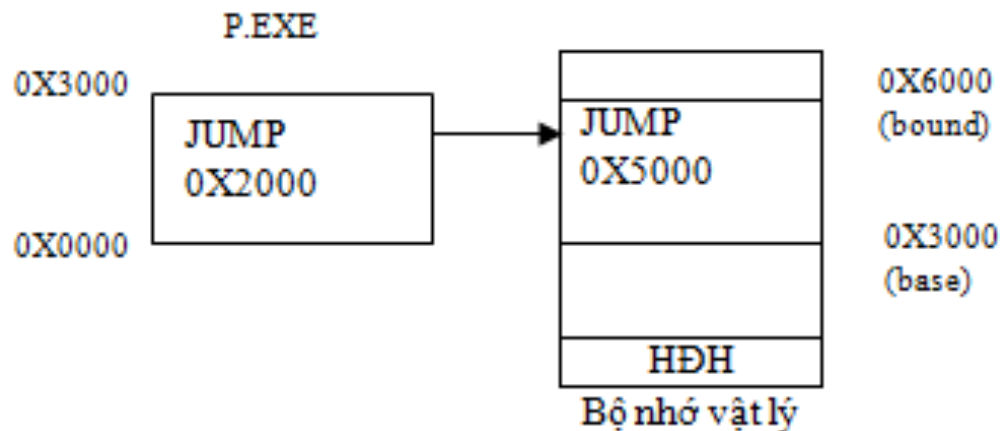 P.EXE
0X3000
JUMP
0X2000
0X0000
JUMP
0X5000
HĐH
Bộ nhớ vật lý
0X6000
(bound)
0X3000
(base)